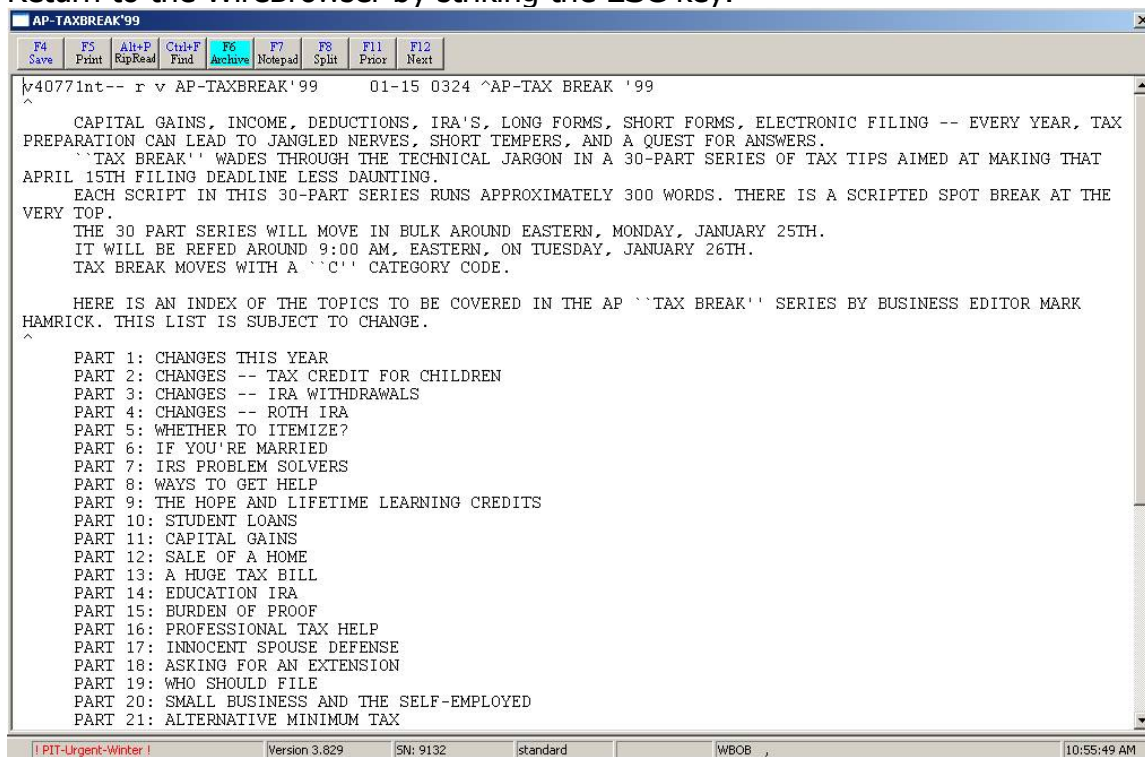 Return to the WireBrowser by striking the ESC key.
AP-TAXBREAK'99
F4 Save F5 Print Alt+P RipRead Ctrl+F Find F6 Archive F7 Notepad F8 Split F11 Prior F12 Next
v40771nt-- r v AP-TAXBREAK'99 01-15 0324 ^AP-TAX BREAK '99
^
CAPITAL GAINS, INCOME, DEDUCTIONS, IRA'S, LONG FORMS, SHORT FORMS, ELECTRONIC FILING -- EVERY YEAR, TAX
PREPARATION CAN LEAD TO JANGLED NERVES, SHORT TEMPERS, AND A QUEST FOR ANSWERS.
``TAX BREAK'' WADES THROUGH THE TECHNICAL JARGON IN A 30-PART SERIES OF TAX TIPS AIMED AT MAKING THAT
APRIL 15TH FILING DEADLINE LESS DAUNTING.
EACH SCRIPT IN THIS 30-PART SERIES RUNS APPROXIMATELY 300 WORDS. THERE IS A SCRIPTED SPOT BREAK AT THE
VERY TOP.
THE 30 PART SERIES WILL MOVE IN BULK AROUND EASTERN, MONDAY, JANUARY 25TH.
IT WILL BE REFED AROUND 9:00 AM, EASTERN, ON TUESDAY, JANUARY 26TH.
TAX BREAK MOVES WITH A ``C'' CATEGORY CODE.
HERE IS AN INDEX OF THE TOPICS TO BE COVERED IN THE AP ``TAX BREAK'' SERIES BY BUSINESS EDITOR MARK
HAMRICK. THIS LIST IS SUBJECT TO CHANGE.
^
PART 1: CHANGES THIS YEAR
PART 2: CHANGES -- TAX CREDIT FOR CHILDREN
PART 3: CHANGES -- IRA WITHDRAWALS
PART 4: CHANGES -- ROTH IRA
PART 5: WHETHER TO ITEMIZE?
PART 6: IF YOU'RE MARRIED
PART 7: IRS PROBLEM SOLVERS
PART 8: WAYS TO GET HELP
PART 9: THE HOPE AND LIFETIME LEARNING CREDITS
PART 10: STUDENT LOANS
PART 11: CAPITAL GAINS
PART 12: SALE OF A HOME
PART 13: A HUGE TAX BILL
PART 14: EDUCATION IRA
PART 15: BURDEN OF PROOF
PART 16: PROFESSIONAL TAX HELP
PART 17: INNOCENT SPOUSE DEFENSE
PART 18: ASKING FOR AN EXTENSION
PART 19: WHO SHOULD FILE
PART 20: SMALL BUSINESS AND THE SELF-EMPLOYED
PART 21: ALTERNATIVE MINIMUM TAX
! PIT-Urgent-Winter ! Version 3.829 SN: 9132 standard WBOB , 10:55:49 AM